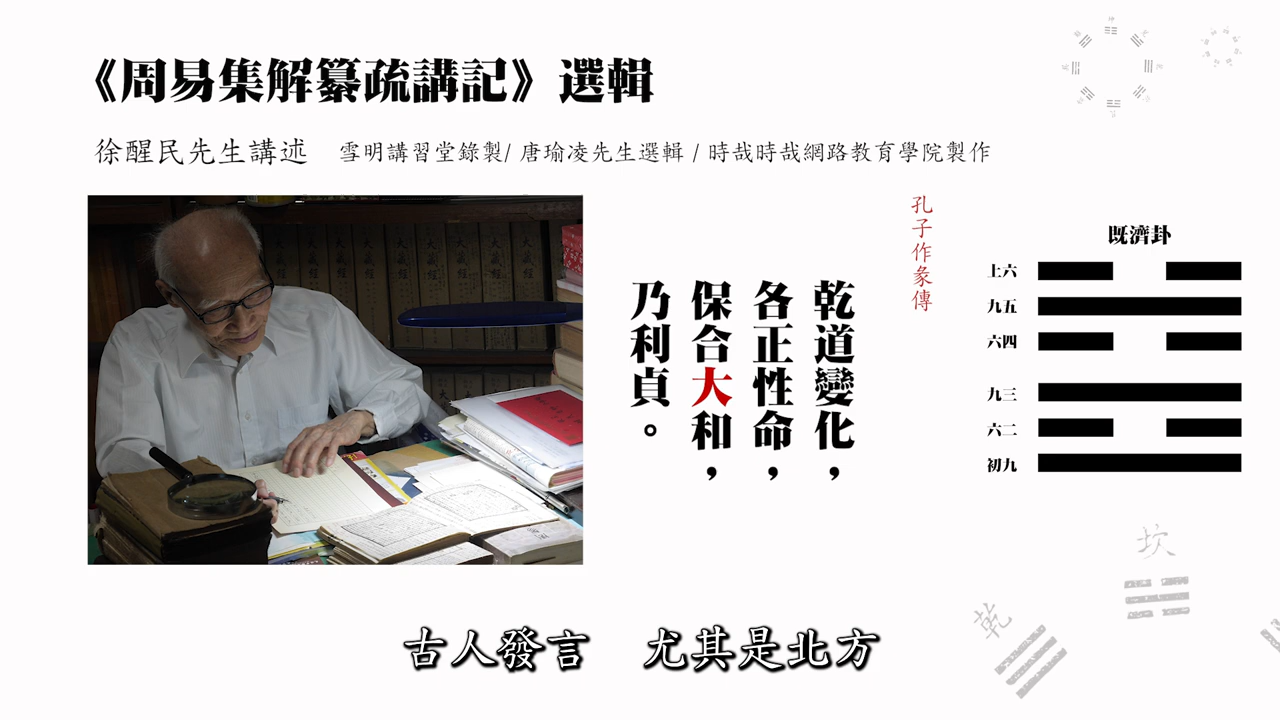 《周易集解纂疏講記》選輯
徐醒民先生講述 雪明講習堂錄製/ 唐瑜凌先生選輯 / 時哉時哉網路教育學院製作
孔子作彖傳
乾道變化，
各正性命，
保合大和，
乃利貞。
既濟卦
上六
九五
六四
九三
六二
初九
坎
乾
古人發言 尤其是北方